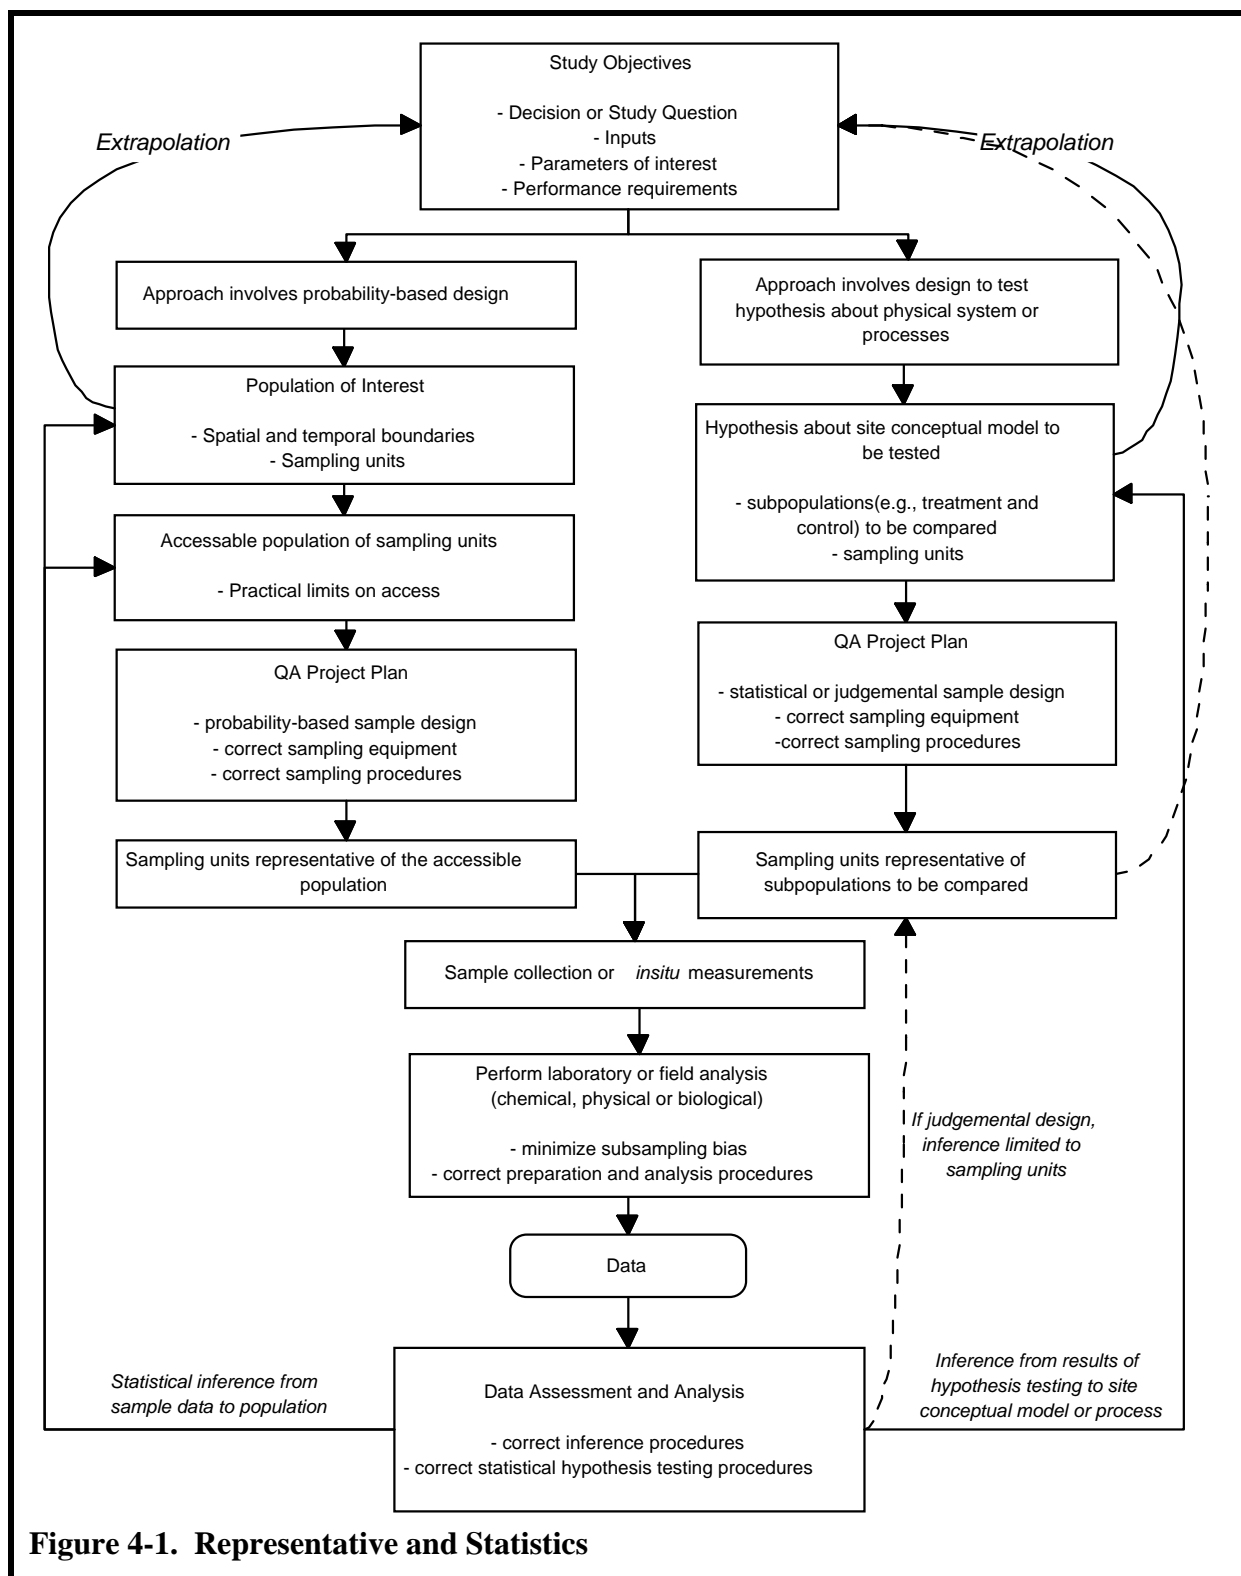 Study Objectives
- Decision or Study Question
- Inputs
- Parameters of interest
- Performance requirements
Extrapolation
Extrapolation
Approach involves probability-based design
Approach involves design to test
hypothesis about physical system or
processes
Population of Interest
- Spatial and temporal boundaries
- Sampling units
Hypothesis about site conceptual model to
be tested
- subpopulations(e.g., treatment and
control) to be compared
- sampling units
Accessable population of sampling units
- Practical limits on access
QA Project Plan
- probability-based sample design
- correct sampling equipment
- correct sampling procedures
QA Project Plan
- statistical or judgemental sample design
- correct sampling equipment
-correct sampling procedures
Sampling units representative of the accessible
population
Sampling units representative of
subpopulations to be compared
Sample collection or insitu measurements
Perform laboratory or field analysis
(chemical, physical or biological)
- minimize subsampling bias
- correct preparation and analysis procedures
If judgemental design,
inference limited to
sampling units
Data
Data Assessment and Analysis
- correct inference procedures
- correct statistical hypothesis testing procedures
Statistical inference from
sample data to population
Inference from results of
hypothesis testing to site
conceptual model or process
Figure 4-1. Representative and Statistics